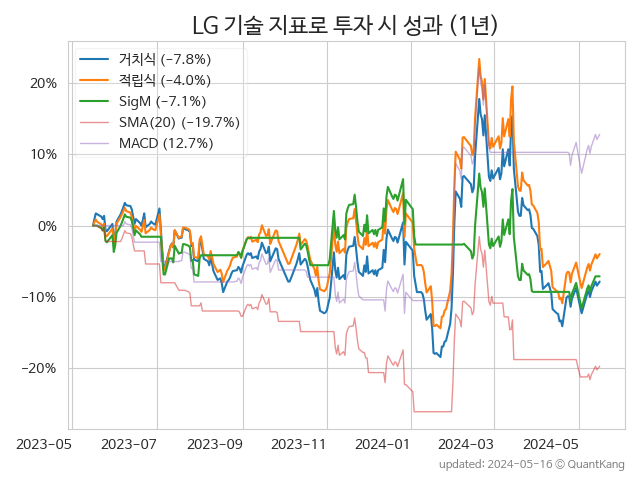 LG 기술 지표로 투자 시 성과 (1년)
거치식 (−7.8%)
적립식 (−4.0%)
SigM (−7.1%)
SMA(20) (−19.7%)
MACD (12.7%)
20%
10%
0%
−10%
−20%
2023-05 2023-07 2023-09 2023-11 2024-01 2024-03 2024-05
updated: 2024-05-16 ⓒ QuantKang